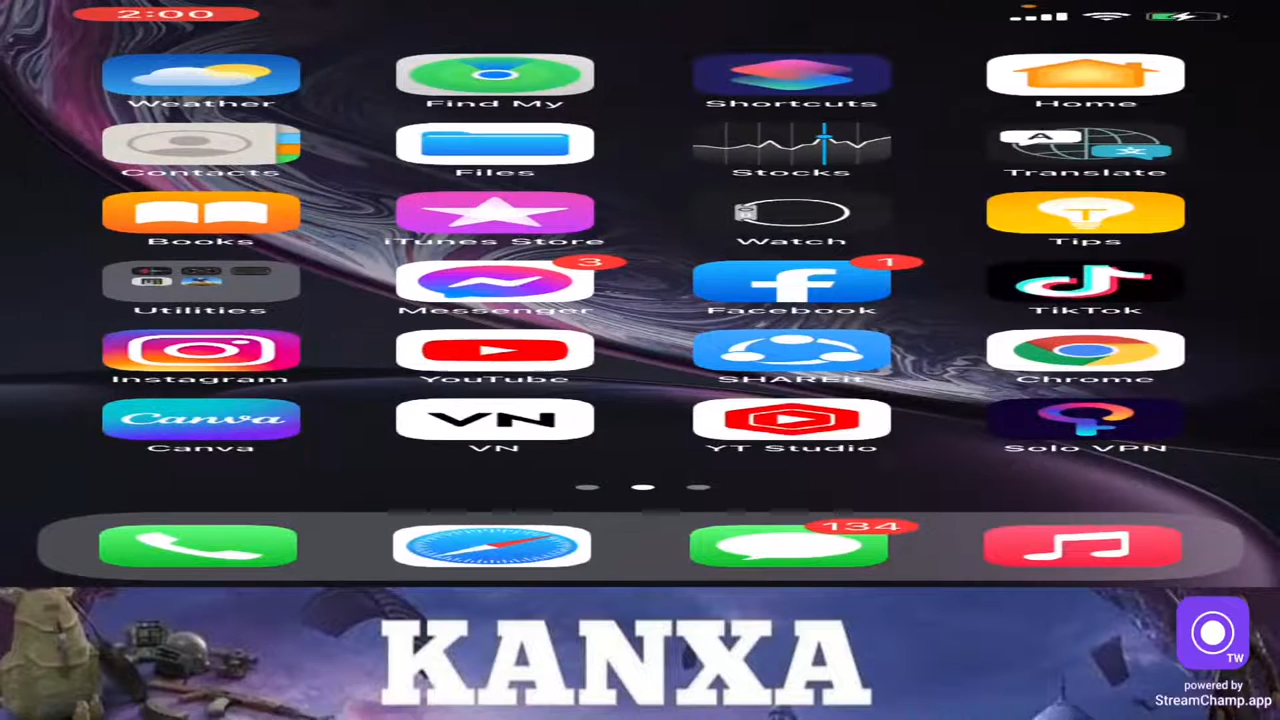 2:00
Weather Find My Shortcuts Home
Contacts Files Stocks A Translate
Books iTunes Store Watch T Tips
3 1
Utilities Messenger Facebook TikTok
Instagram YouTube SHAREit Chrome
Canva VN
Canva VN YT Studio Solo VPN
134
KANXA
TW
powered by
StreamChamp.app